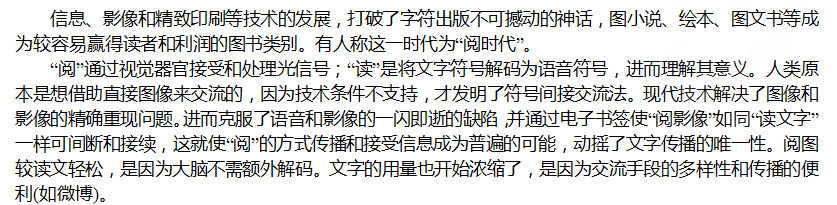 信息、影像和精致印刷等技术的发展，打破了字符出版不可撼动的神话，图小说、绘本、图文书等成
为较容易赢得读者和利润的图书类别。有人称这一时代为“阅时代”。
“阅”通过视觉器官接受和处理光信号；“读”是将文字符号解码为语音符号，进而理解其意义。人类原
本是想借助直接图像来交流的，因为技术条件不支持，才发明了符号间接交流法。现代技术解决了图像和
影像的精确重现问题。进而克服了语音和影像的一闪即逝的缺陷，并通过电子书签使“阅影像”如同“读文字”
一样可间断和接续，这就使“阅”的方式传播和接受信息成为普遍的可能，动摇了文字传播的唯一性。阅图
较读文轻松，是因为大脑不需额外解码。文字的用量也开始浓缩了，是因为交流手段的多样性和传播的便
利(如微博)。